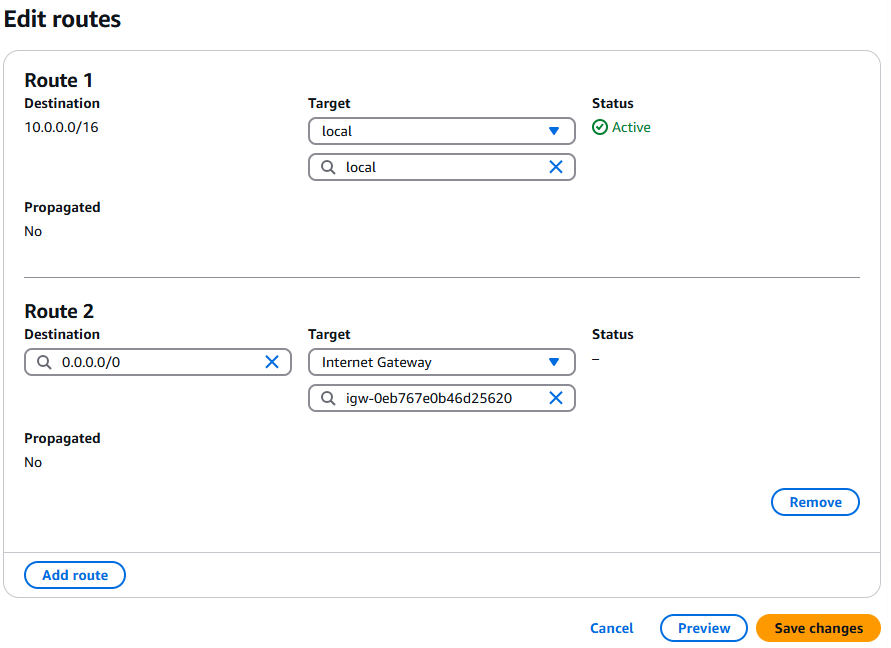 Edit routes
Route 1
Destination Target Status
10.0.0.0/16 local Active
local
Propagated
No
Route 2
Destination Target Status
0.0.0.0/0 Internet Gateway –
igw-0eb767e0b46d25620
Propagated
No
Remove
Add route
Cancel Preview Save changes